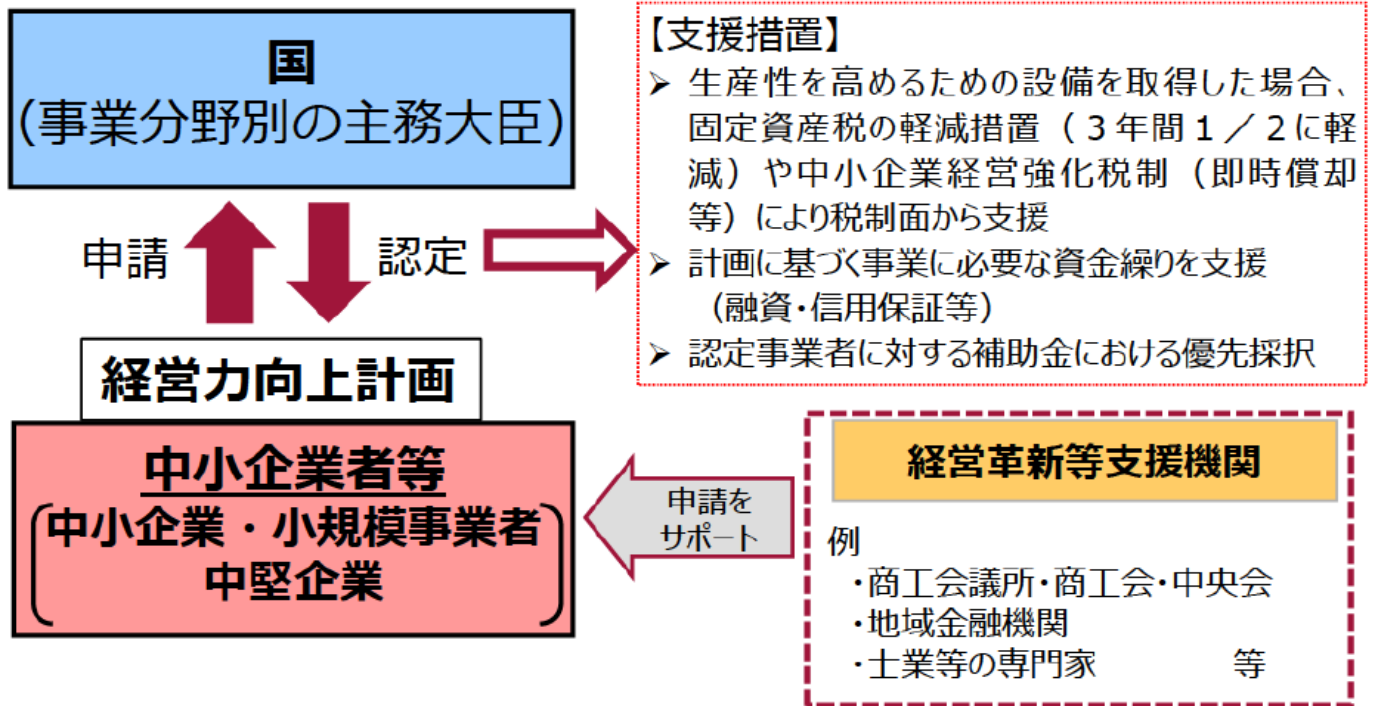 国
（事業分野別の主務大臣）
【支援措置】
➢ 生産性を高めるための設備を取得した場合、
固定資産税の軽減措置（３年間１／２に軽
減）や中小企業経営強化税制（即時償却
等）により税制面から支援
➢ 計画に基づく事業に必要な資金繰りを支援
（融資・信用保証等）
➢ 認定事業者に対する補助金における優先採択
申請
認定
経営力向上計画
中小企業者等
中小企業・小規模事業者
中堅企業
申請を
サポート
経営革新等支援機関
例
・商工会議所・商工会・中央会
・地域金融機関
・士業等の専門家　　　等